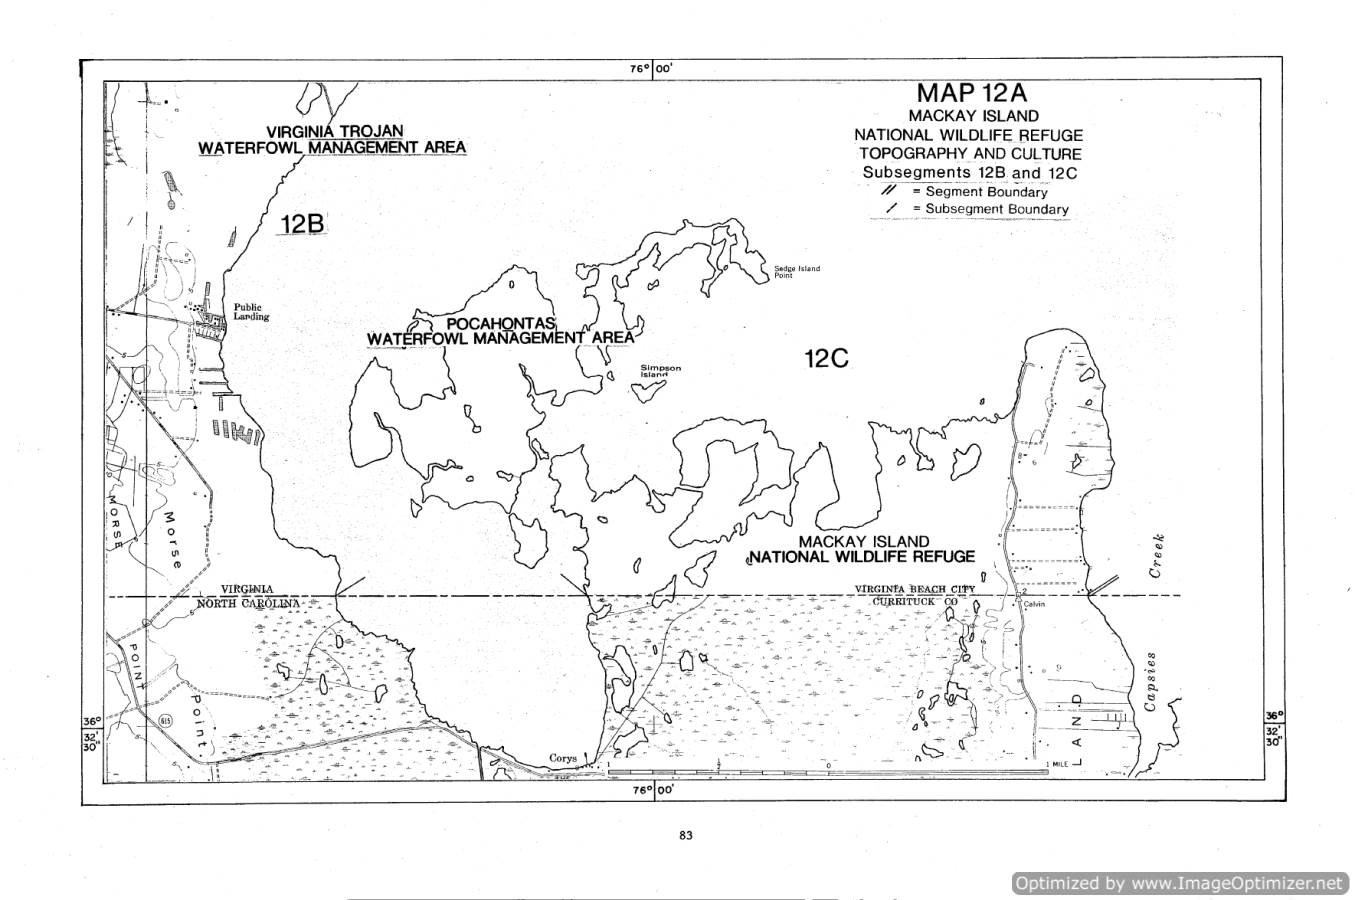 76° 00'
MAP 12A
MACKAY ISLAND
NATIONAL WILDLIFE REFUGE
TOPOGRAPHY AND CULTURE
Subsegments 12B and 12C
= Segment Boundary
= Subsegment Boundary
VIRGINIA TROJAN
WATERFOWL MANAGEMENT AREA
12B
Sedge Island
Point
Public
Landing
POCAHONTAS
WATERFOWL MANAGEMENT AREA
12C
Simpson
Island
MORSE
Morse
MACKAY ISLAND
NATIONAL WILDLIFE REFUGE
Creek
VIRGINIA
NORTH CAROLINA
VIRGINIA BEACH CITY
CURRITUCK CO
2
Calvin
POINT
Point
Capsies
LAND
615
36°
32'
30"
36°
32'
30"
Corys
1
½
0
1 MILE
76° 00'
83
Optimized by www.ImageOptimizer.net